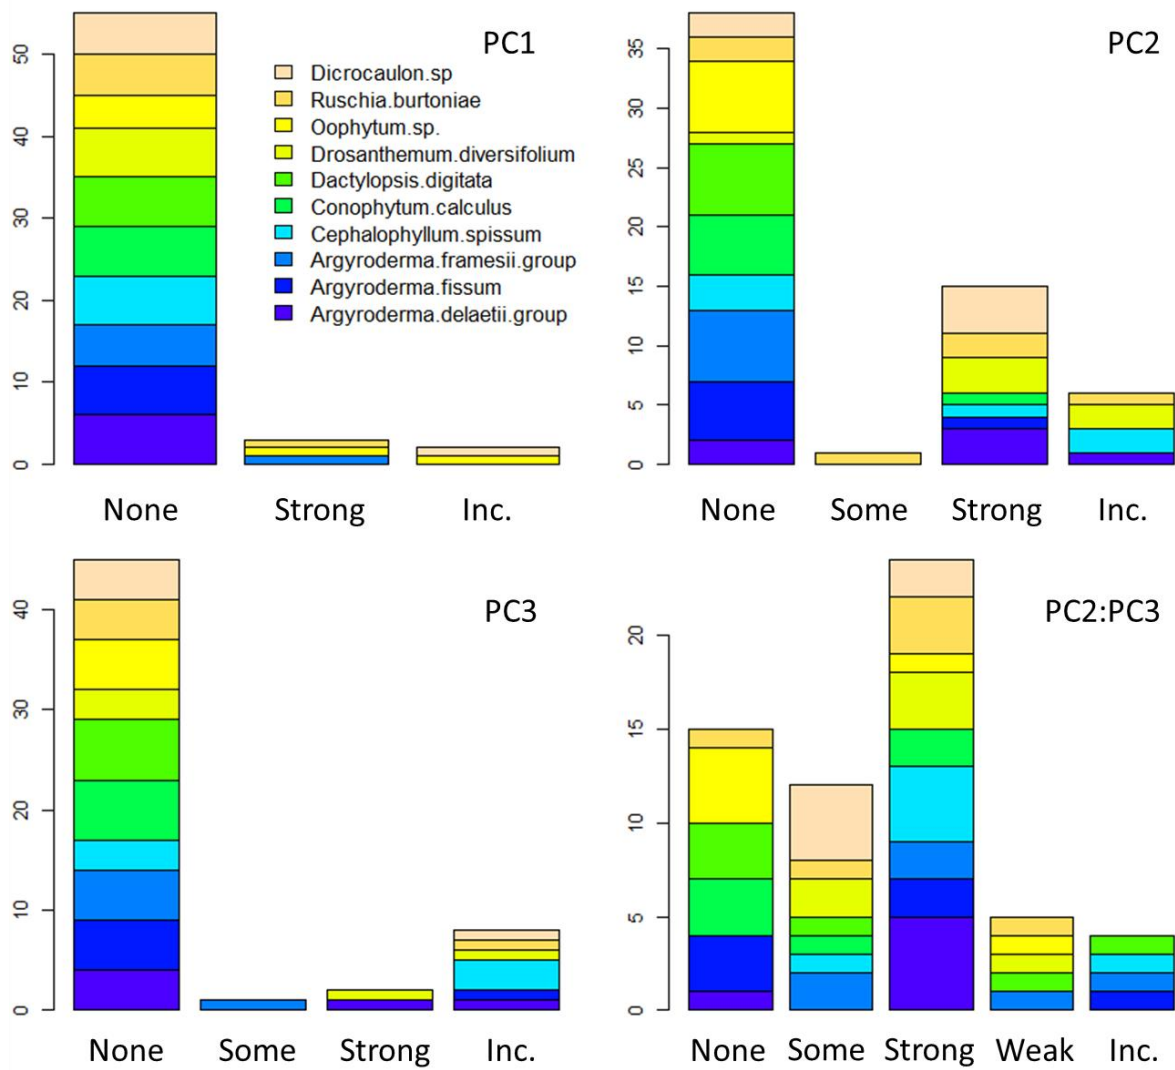 PC1
50
40
30
20
10
0
Dicrocaulon.sp
Ruschia.burtoniae
Oophytum.sp.
Drosanthemum.diversifolium
Dactylopsis.digitata
Conophytum.calculus
Cephalophyllum.spissum
Argyroderma.framesii.group
Argyroderma.fissum
Argyroderma.delaetii.group
None Strong Inc.
PC2
35
30
25
20
15
10
5
0
None Some Strong Inc.
PC3
40
30
20
10
0
None Some Strong Inc.
PC2:PC3
20
15
10
5
0
None Some Strong Weak Inc.